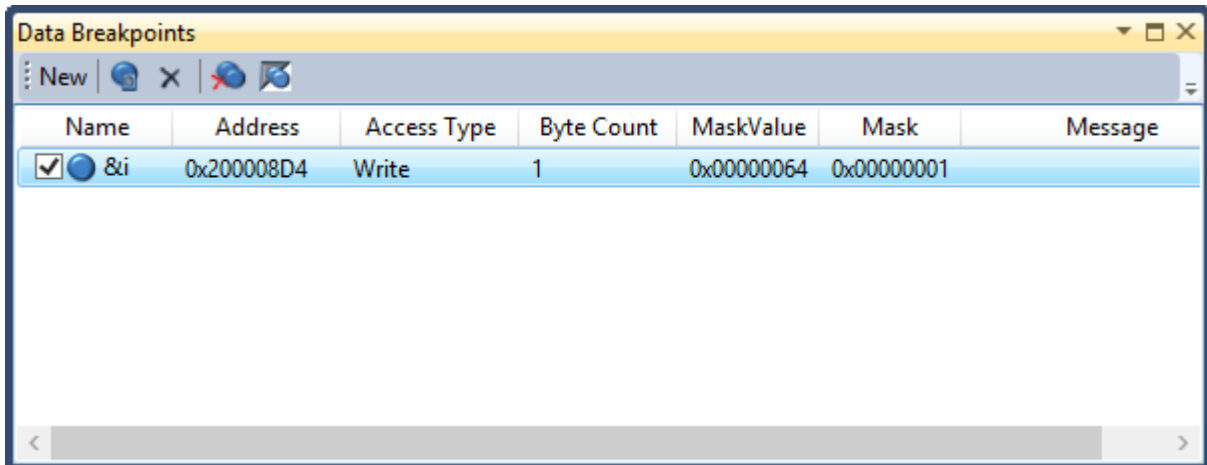 Data Breakpoints
New
Name Address Access Type Byte Count MaskValue Mask Message
&i 0x200008D4 Write 1 0x00000064 0x00000001